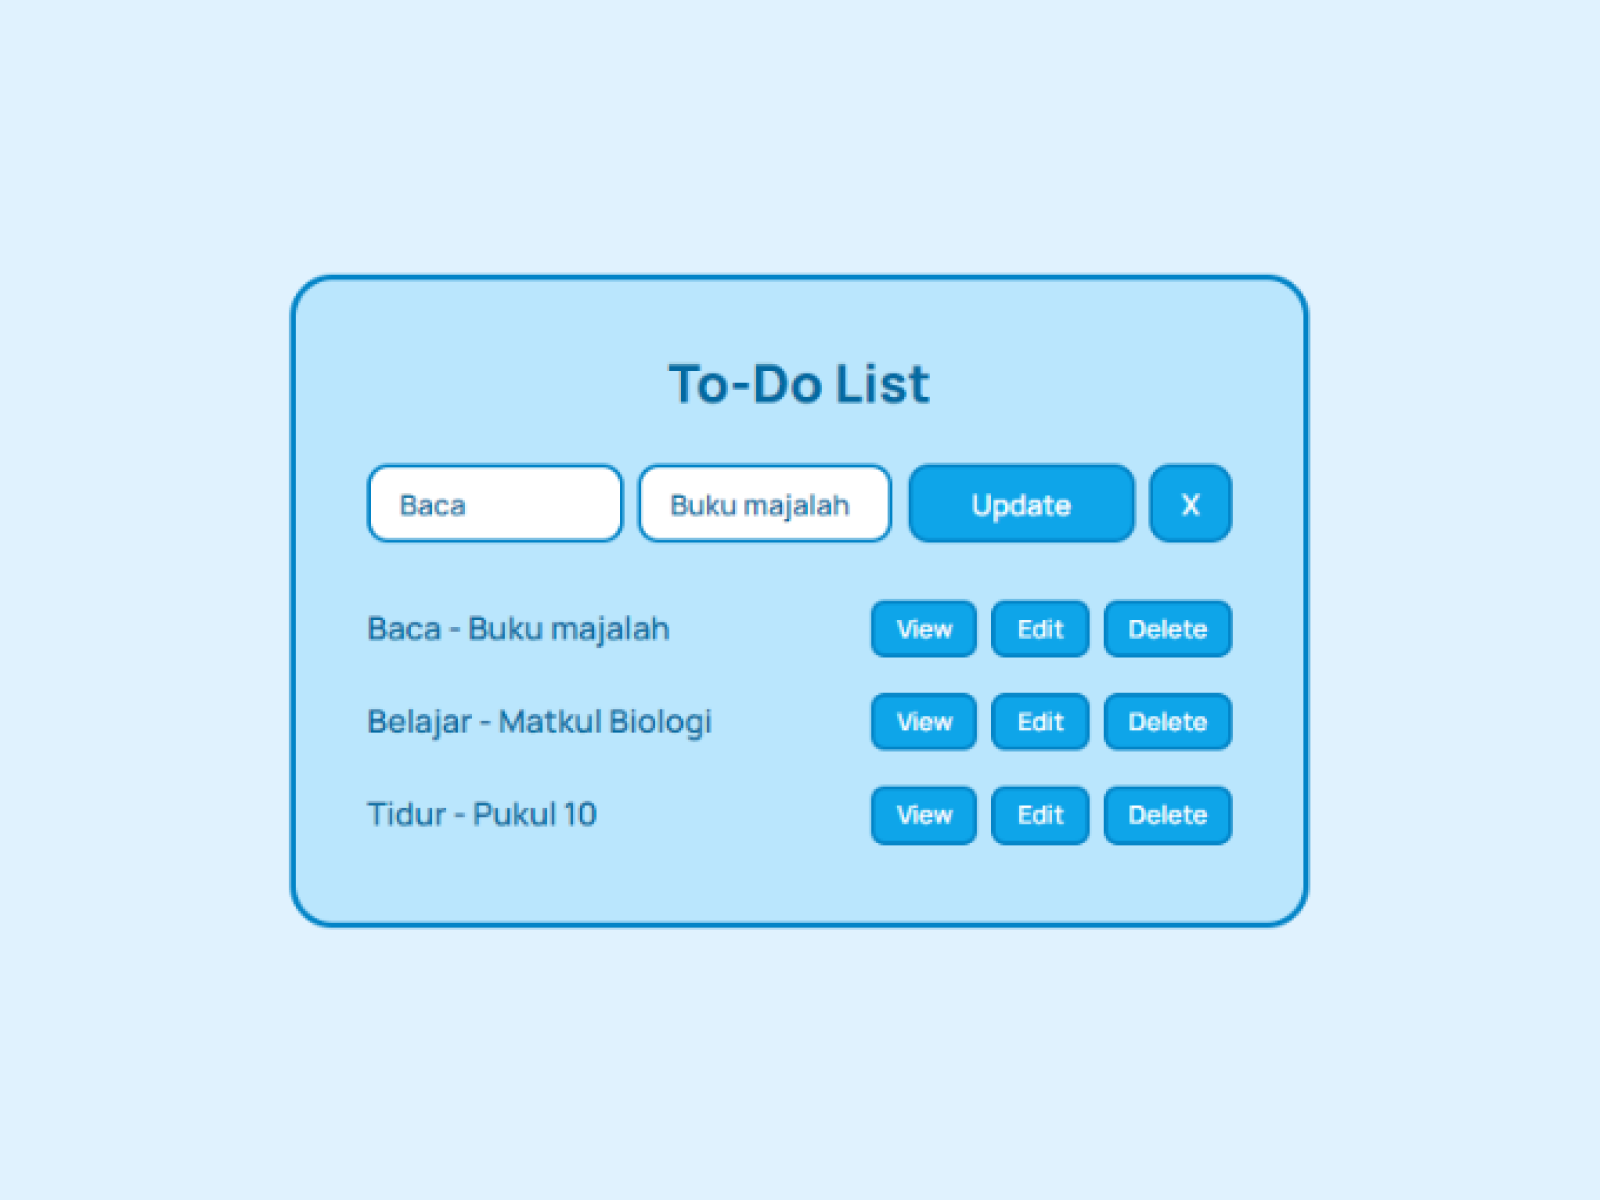 To-Do List
Baca Buku majalah Update X
Baca - Buku majalah View Edit Delete
Belajar - Matkul Biologi View Edit Delete
Tidur - Pukul 10 View Edit Delete